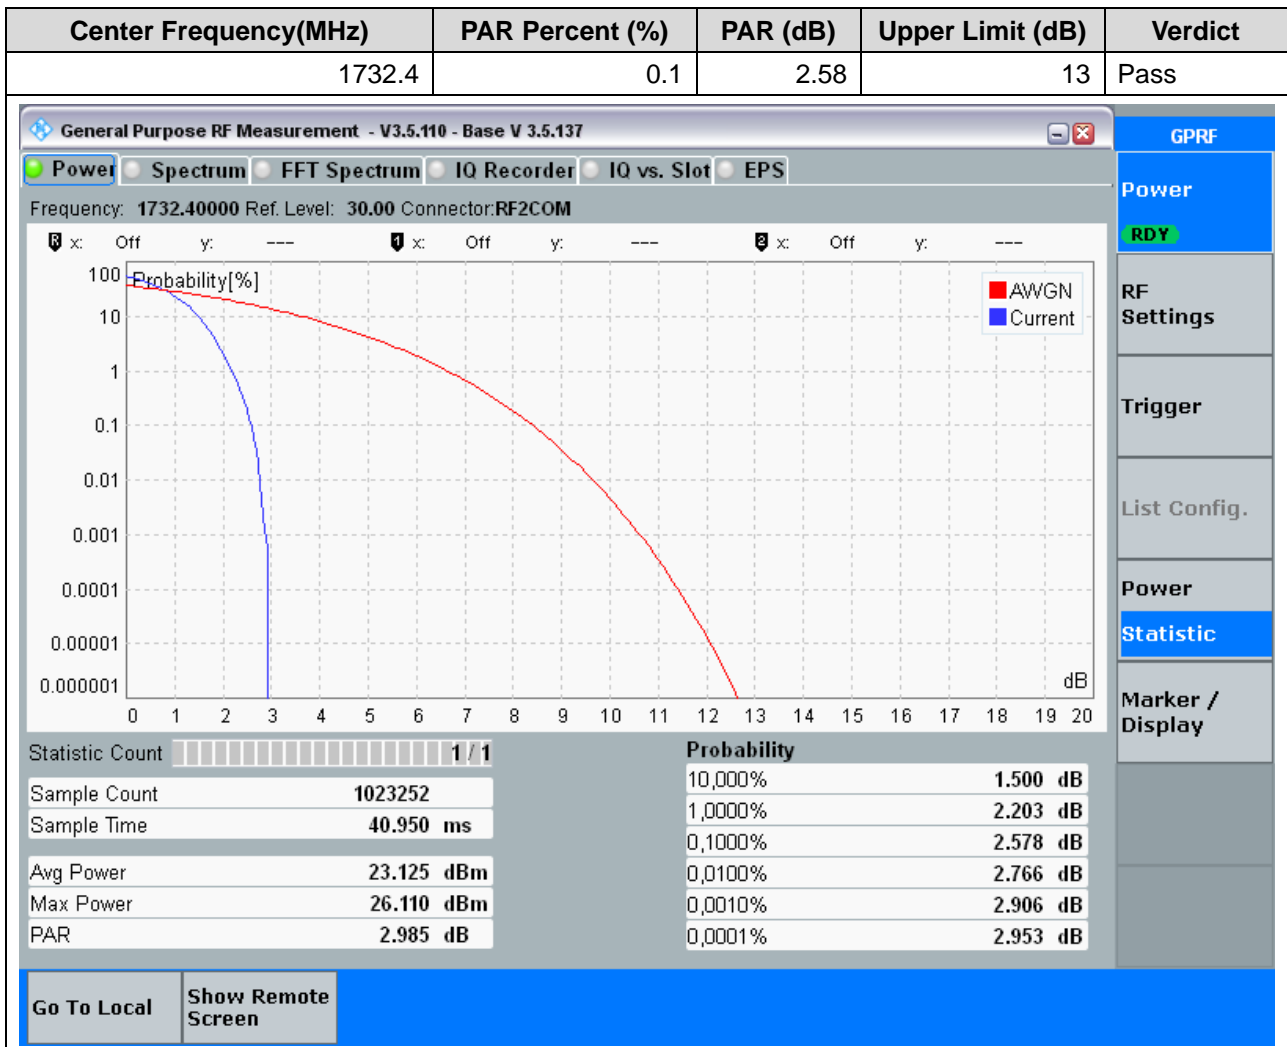 Center Frequency(MHz) PAR Percent (%) PAR (dB) Upper Limit (dB) Verdict
1732.4 0.1 2.58 13 Pass
General Purpose RF Measurement - V3.5.110 - Base V 3.5.137
GPRF
Power Spectrum FFT Spectrum IQ Recorder IQ vs. Slot EPS
Frequency: 1732.40000 Ref. Level: 30.00 Connector:RF2COM
R x: Off y: --- 1 x: Off y: --- 2 x: Off y: ---
Probability[%]
AWGN
Current
100
10
1
0.1
0.01
0.001
0.0001
0.00001
0.000001
dB
0 1 2 3 4 5 6 7 8 9 10 11 12 13 14 15 16 17 18 19 20
Statistic Count 1 / 1
Sample Count 1023252
Sample Time 40.950 ms
Avg Power 23.125 dBm
Max Power 26.110 dBm
PAR 2.985 dB
Probability
10,000% 1.500 dB
1,0000% 2.203 dB
0,1000% 2.578 dB
0,0100% 2.766 dB
0,0010% 2.906 dB
0,0001% 2.953 dB
Power
RDY
RF
Settings
Trigger
List Config.
Power
Statistic
Marker /
Display
Go To Local
Show Remote
Screen